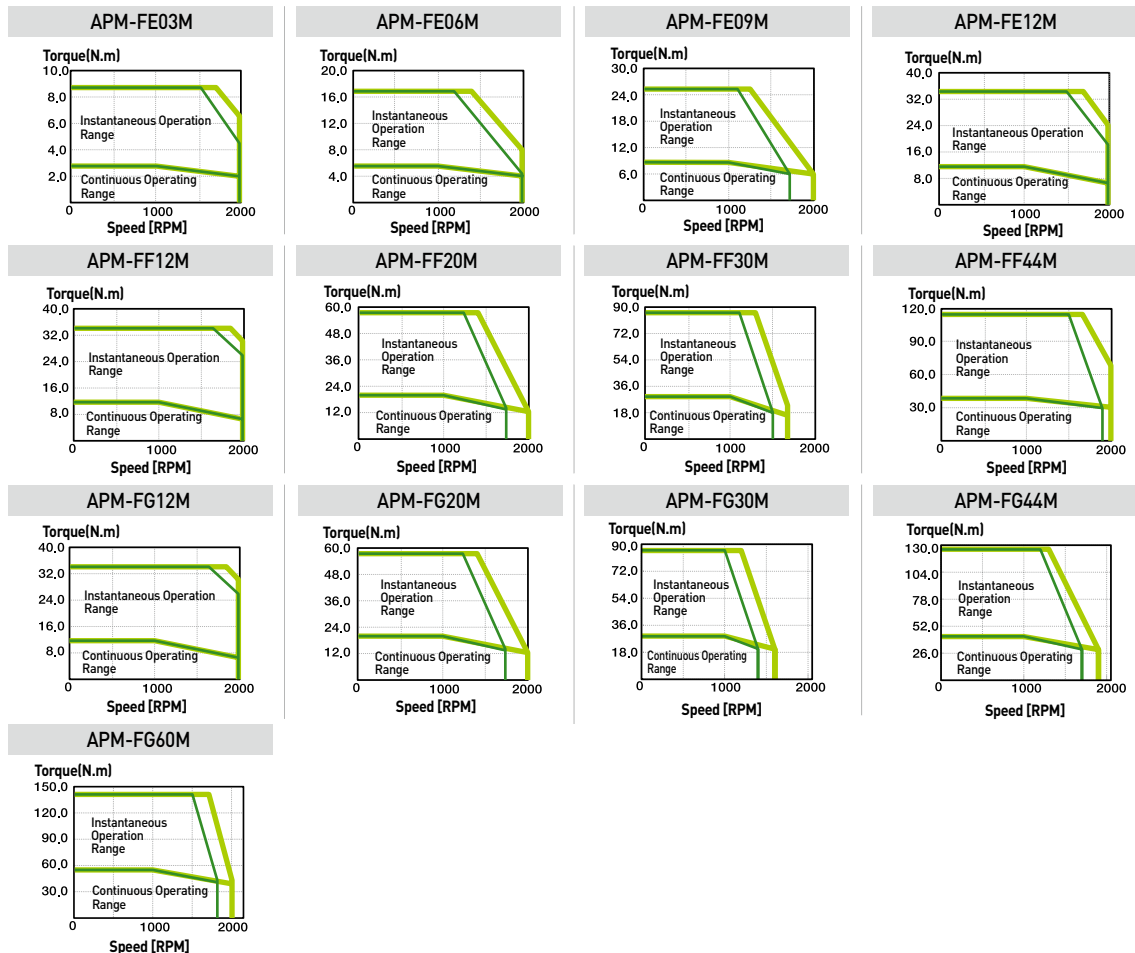 APM-FE03M
Torque(N.m)
10.0
8.0
6.0
4.0
2.0
Instantaneous Operation
Range
Continuous Operating
Range
0 1000 2000
Speed [RPM]
APM-FE06M
Torque(N.m)
20.0
16.0
12.0
8.0
4.0
Instantaneous
Operation
Range
Continuous Operating
Range
0 1000 2000
Speed [RPM]
APM-FE09M
Torque(N.m)
30.0
24.0
18.0
12.0
6.0
Instantaneous
Operation
Range
Continuous Operating
Range
0 1000 2000
Speed [RPM]
APM-FE12M
Torque(N.m)
40.0
32.0
24.0
16.0
8.0
Instantaneous Operation
Range
Continuous Operating
Range
0 1000 2000
Speed [RPM]
APM-FF12M
Torque(N.m)
40.0
32.0
24.0
16.0
8.0
Instantaneous Operation
Range
Continuous Operating
Range
0 1000 2000
Speed [RPM]
APM-FF20M
Torque(N.m)
60.0
48.0
36.0
24.0
12.0
Instantaneous
Operation
Range
Continuous Operating
Range
0 1000 2000
Speed [RPM]
APM-FF30M
Torque(N.m)
90.0
72.0
54.0
36.0
18.0
Instantaneous
Operation
Range
Continuous Operating
Range
0 1000 2000
Speed [RPM]
APM-FF44M
Torque(N.m)
120.0
90.0
60.0
30.0
Instantaneous
Operation
Range
Continuous Operating
Range
0 1000 2000
Speed [RPM]
APM-FG12M
Torque(N.m)
40.0
32.0
24.0
16.0
8.0
Instantaneous Operation
Range
Continuous Operating
Range
0 1000 2000
Speed [RPM]
APM-FG20M
Torque(N.m)
60.0
48.0
36.0
24.0
12.0
Instantaneous
Operation
Range
Continuous Operating
Range
0 1000 2000
Speed [RPM]
APM-FG30M
Torque(N.m)
90.0
72.0
54.0
36.0
18.0
Instantaneous
Operation
Range
Continuous Operating
Range
0 1000 2000
Speed [RPM]
APM-FG44M
Torque(N.m)
130.0
104.0
78.0
52.0
26.0
Instantaneous
Operation
Range
Continuous Operating
Range
0 1000 2000
Speed [RPM]
APM-FG60M
Torque(N.m)
150.0
120.0
90.0
60.0
30.0
Instantaneous
Operation
Range
Continuous Operating
Range
0 1000 2000
Speed [RPM]